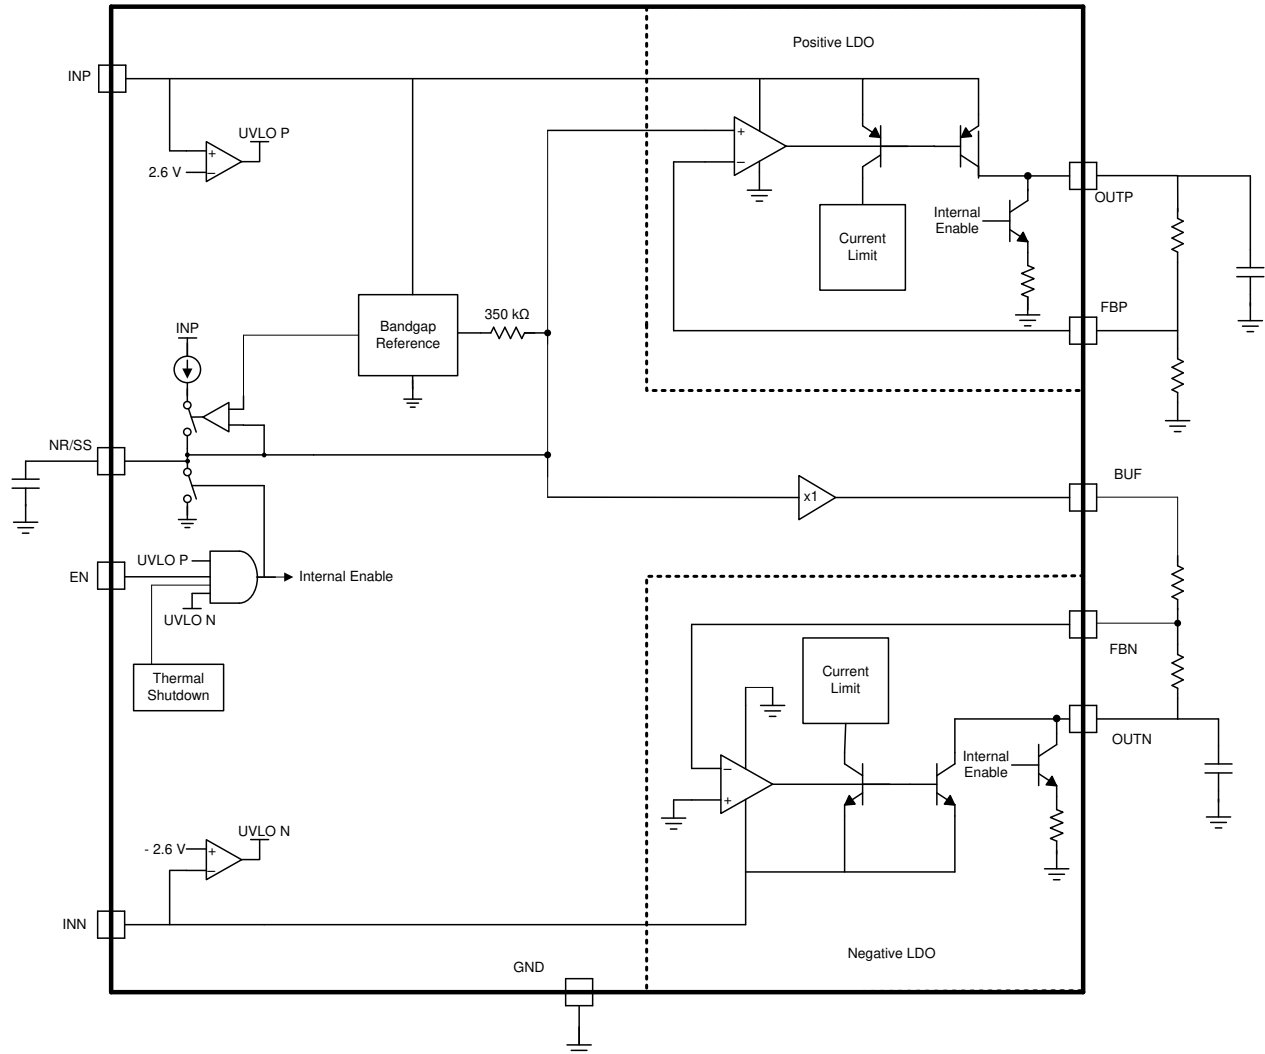 Positive LDO
INP
UVLO P
+
2.6 V
−
+
−
OUTP
Internal
Enable
Current
Limit
FBP
350 kΩ
INP
Bandgap
Reference
NR/SS
BUF
x1
UVLO P
EN
Internal Enable
UVLO N
FBN
Thermal
Shutdown
Current
Limit
OUTN
Internal
Enable
−
+
UVLO N
- 2.6 V
+
−
INN
Negative LDO
GND